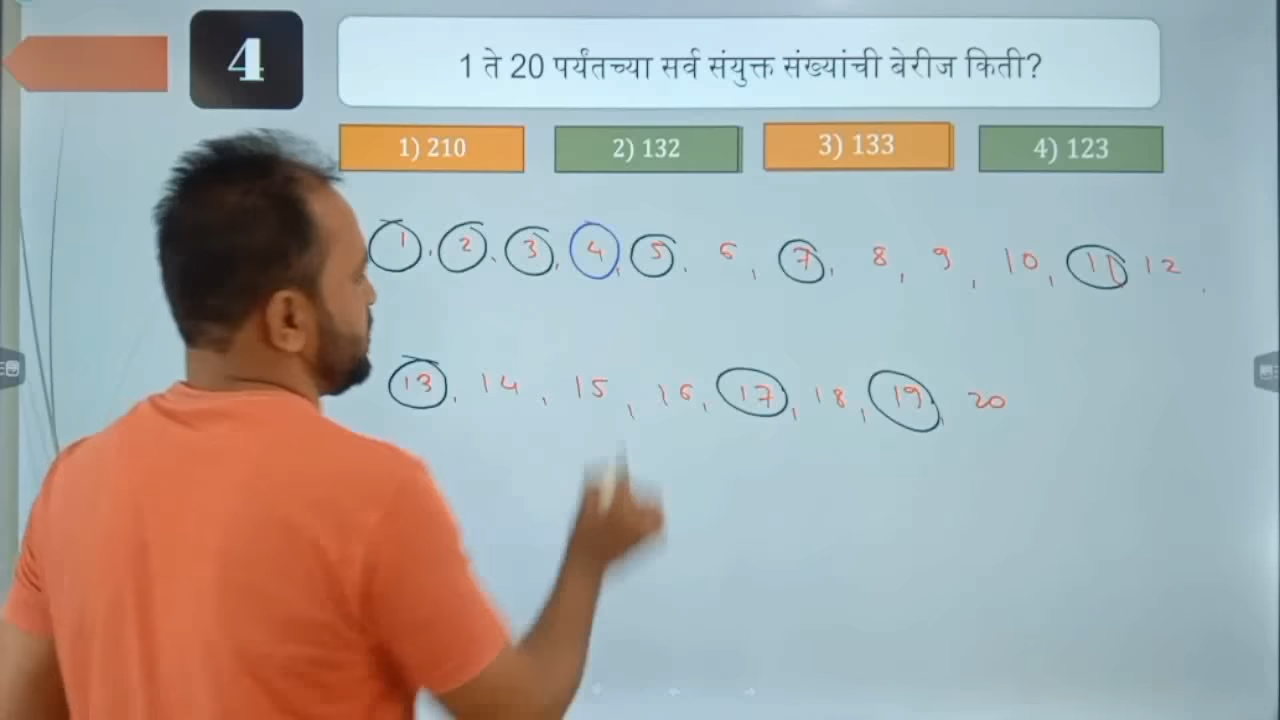 4
1 ते 20 पर्यंतच्या सर्व संयुक्त संख्यांची बेरीज किती?
1) 210 2) 132 3) 133 4) 123
1, 2, 3, 4, 5, 6, 7, 8, 9, 10, 11 12,
13, 14, 15, 16, 17, 18, 19, 20